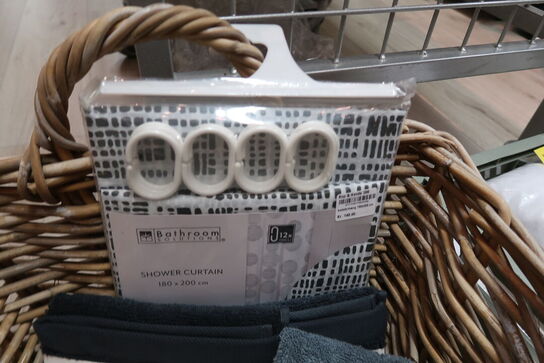 Bathroom
SOLUTIONS
12x
SHOWER CURTAIN
180 x 200 cm